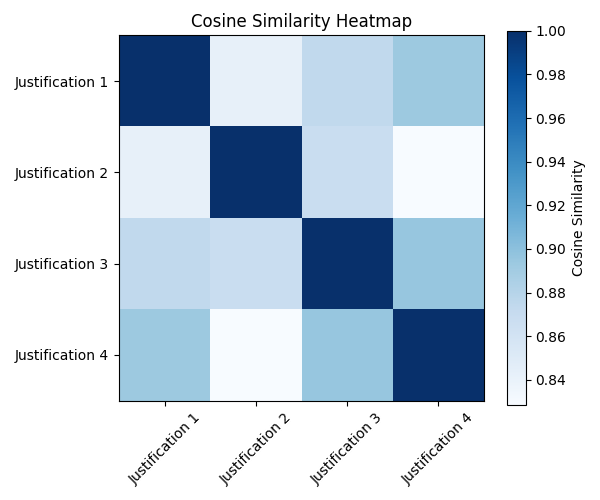 Cosine Similarity Heatmap
Justification 1
Justification 2
Justification 3
Justification 4
Justification 1
Justification 2
Justification 3
Justification 4
1.00
0.98
0.96
0.94
0.92
0.90
0.88
0.86
0.84
Cosine Similarity